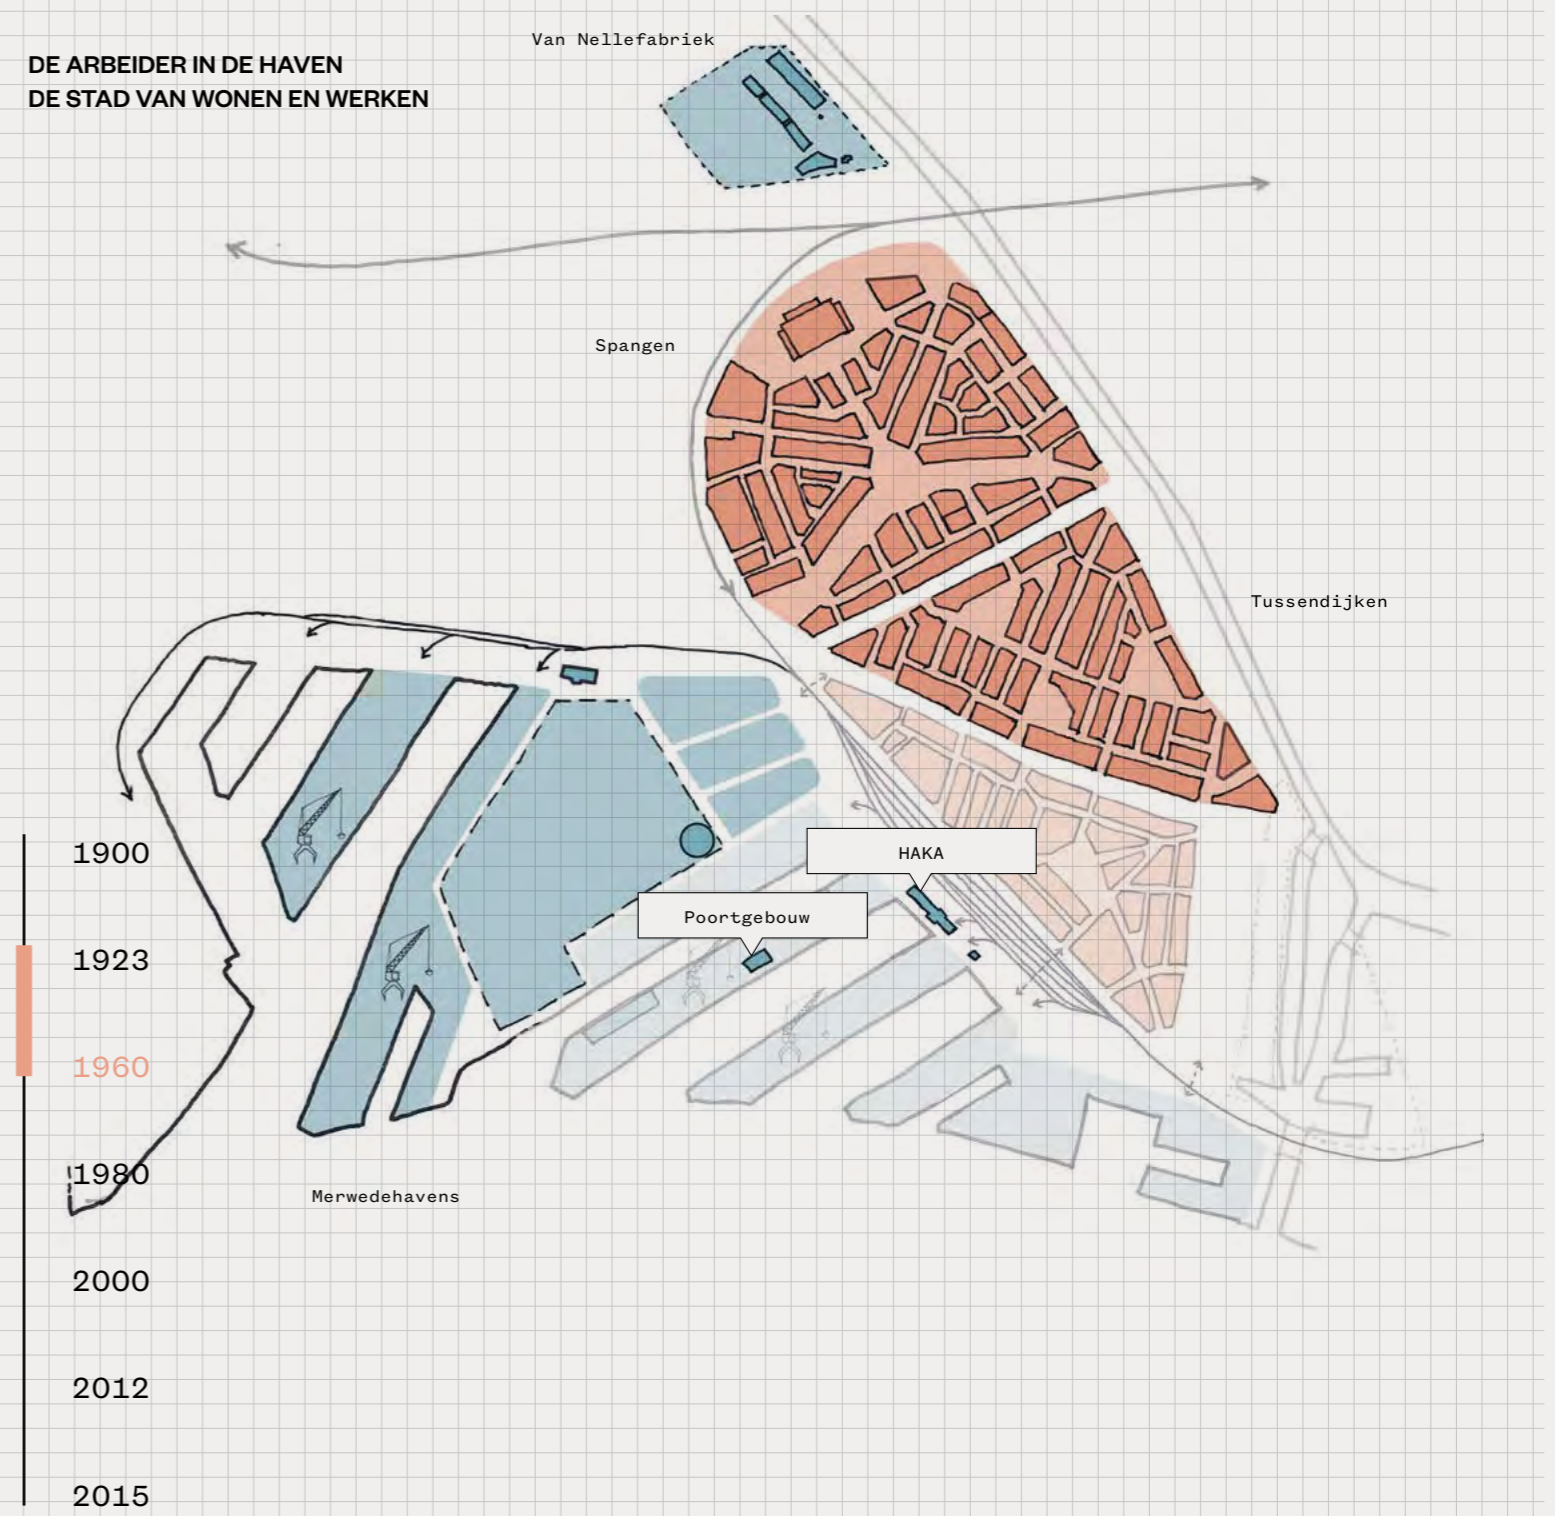 DE ARBEIDER IN DE HAVEN
DE STAD VAN WONEN EN WERKEN
Van Nellefabriek
Spangen
Tussendijken
HAKA
Poortgebouw
Merwedehavens
1900
1923
1960
1980
2000
2012
2015